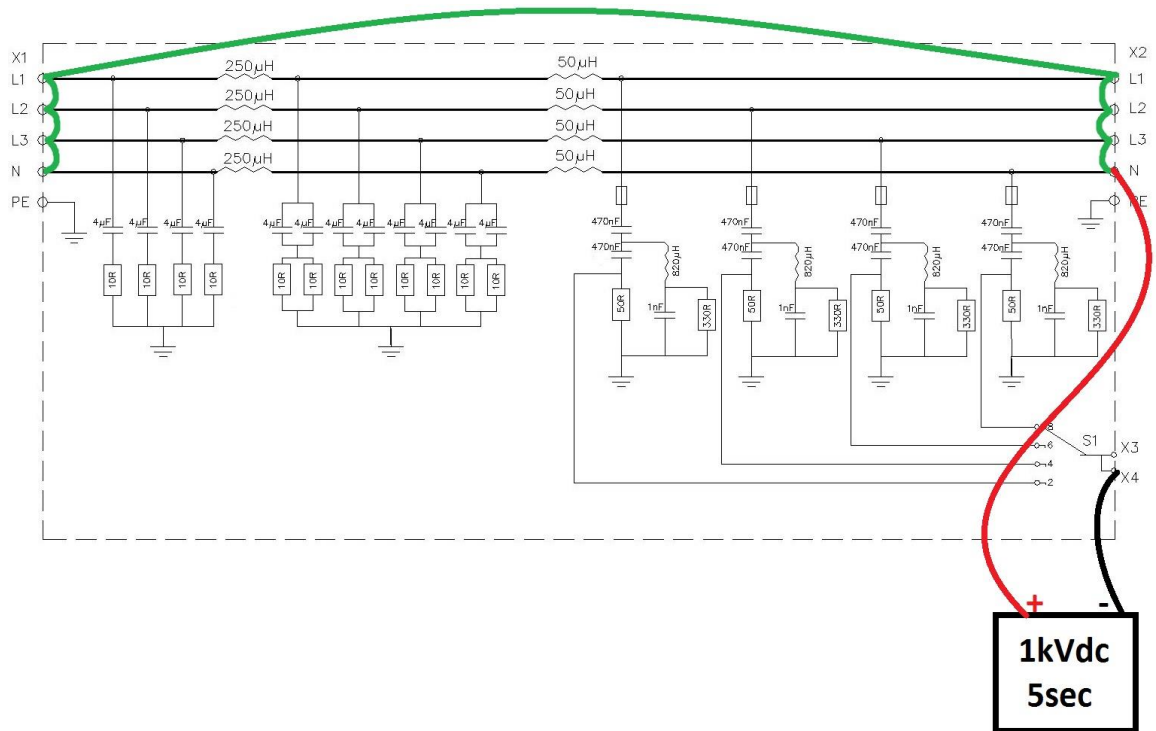 X1
X2
L1
250µH
50µH
L1
L2
250µH
50µH
L2
L3
250µH
50µH
L3
N
250µH
50µH
N
PE
PE
4µF
4µF
4µF
4µF
4µF
4µF
4µF
4µF
4µF
4µF
4µF
4µF
470nF
470nF
470nF
470nF
470nF
470nF
470nF
470nF
820µH
820µH
820µH
820µH
10R
10R
10R
10R
10R
10R
10R
10R
10R
10R
10R
10R
50R
1nF
330R
50R
1nF
330R
50R
1nF
330R
50R
1nF
330R
8
S1
6
X3
4
X4
2
+
-
1kVdc
5sec